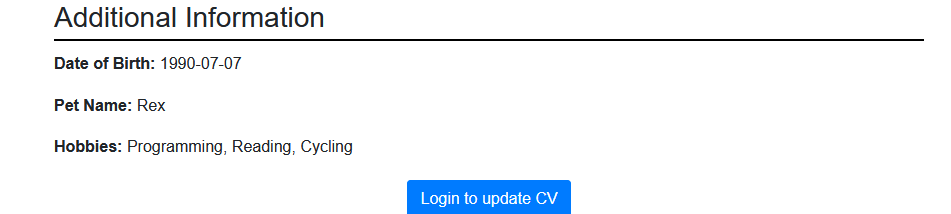 Additional Information
Date of Birth: 1990-07-07
Pet Name: Rex
Hobbies: Programming, Reading, Cycling
Login to update CV